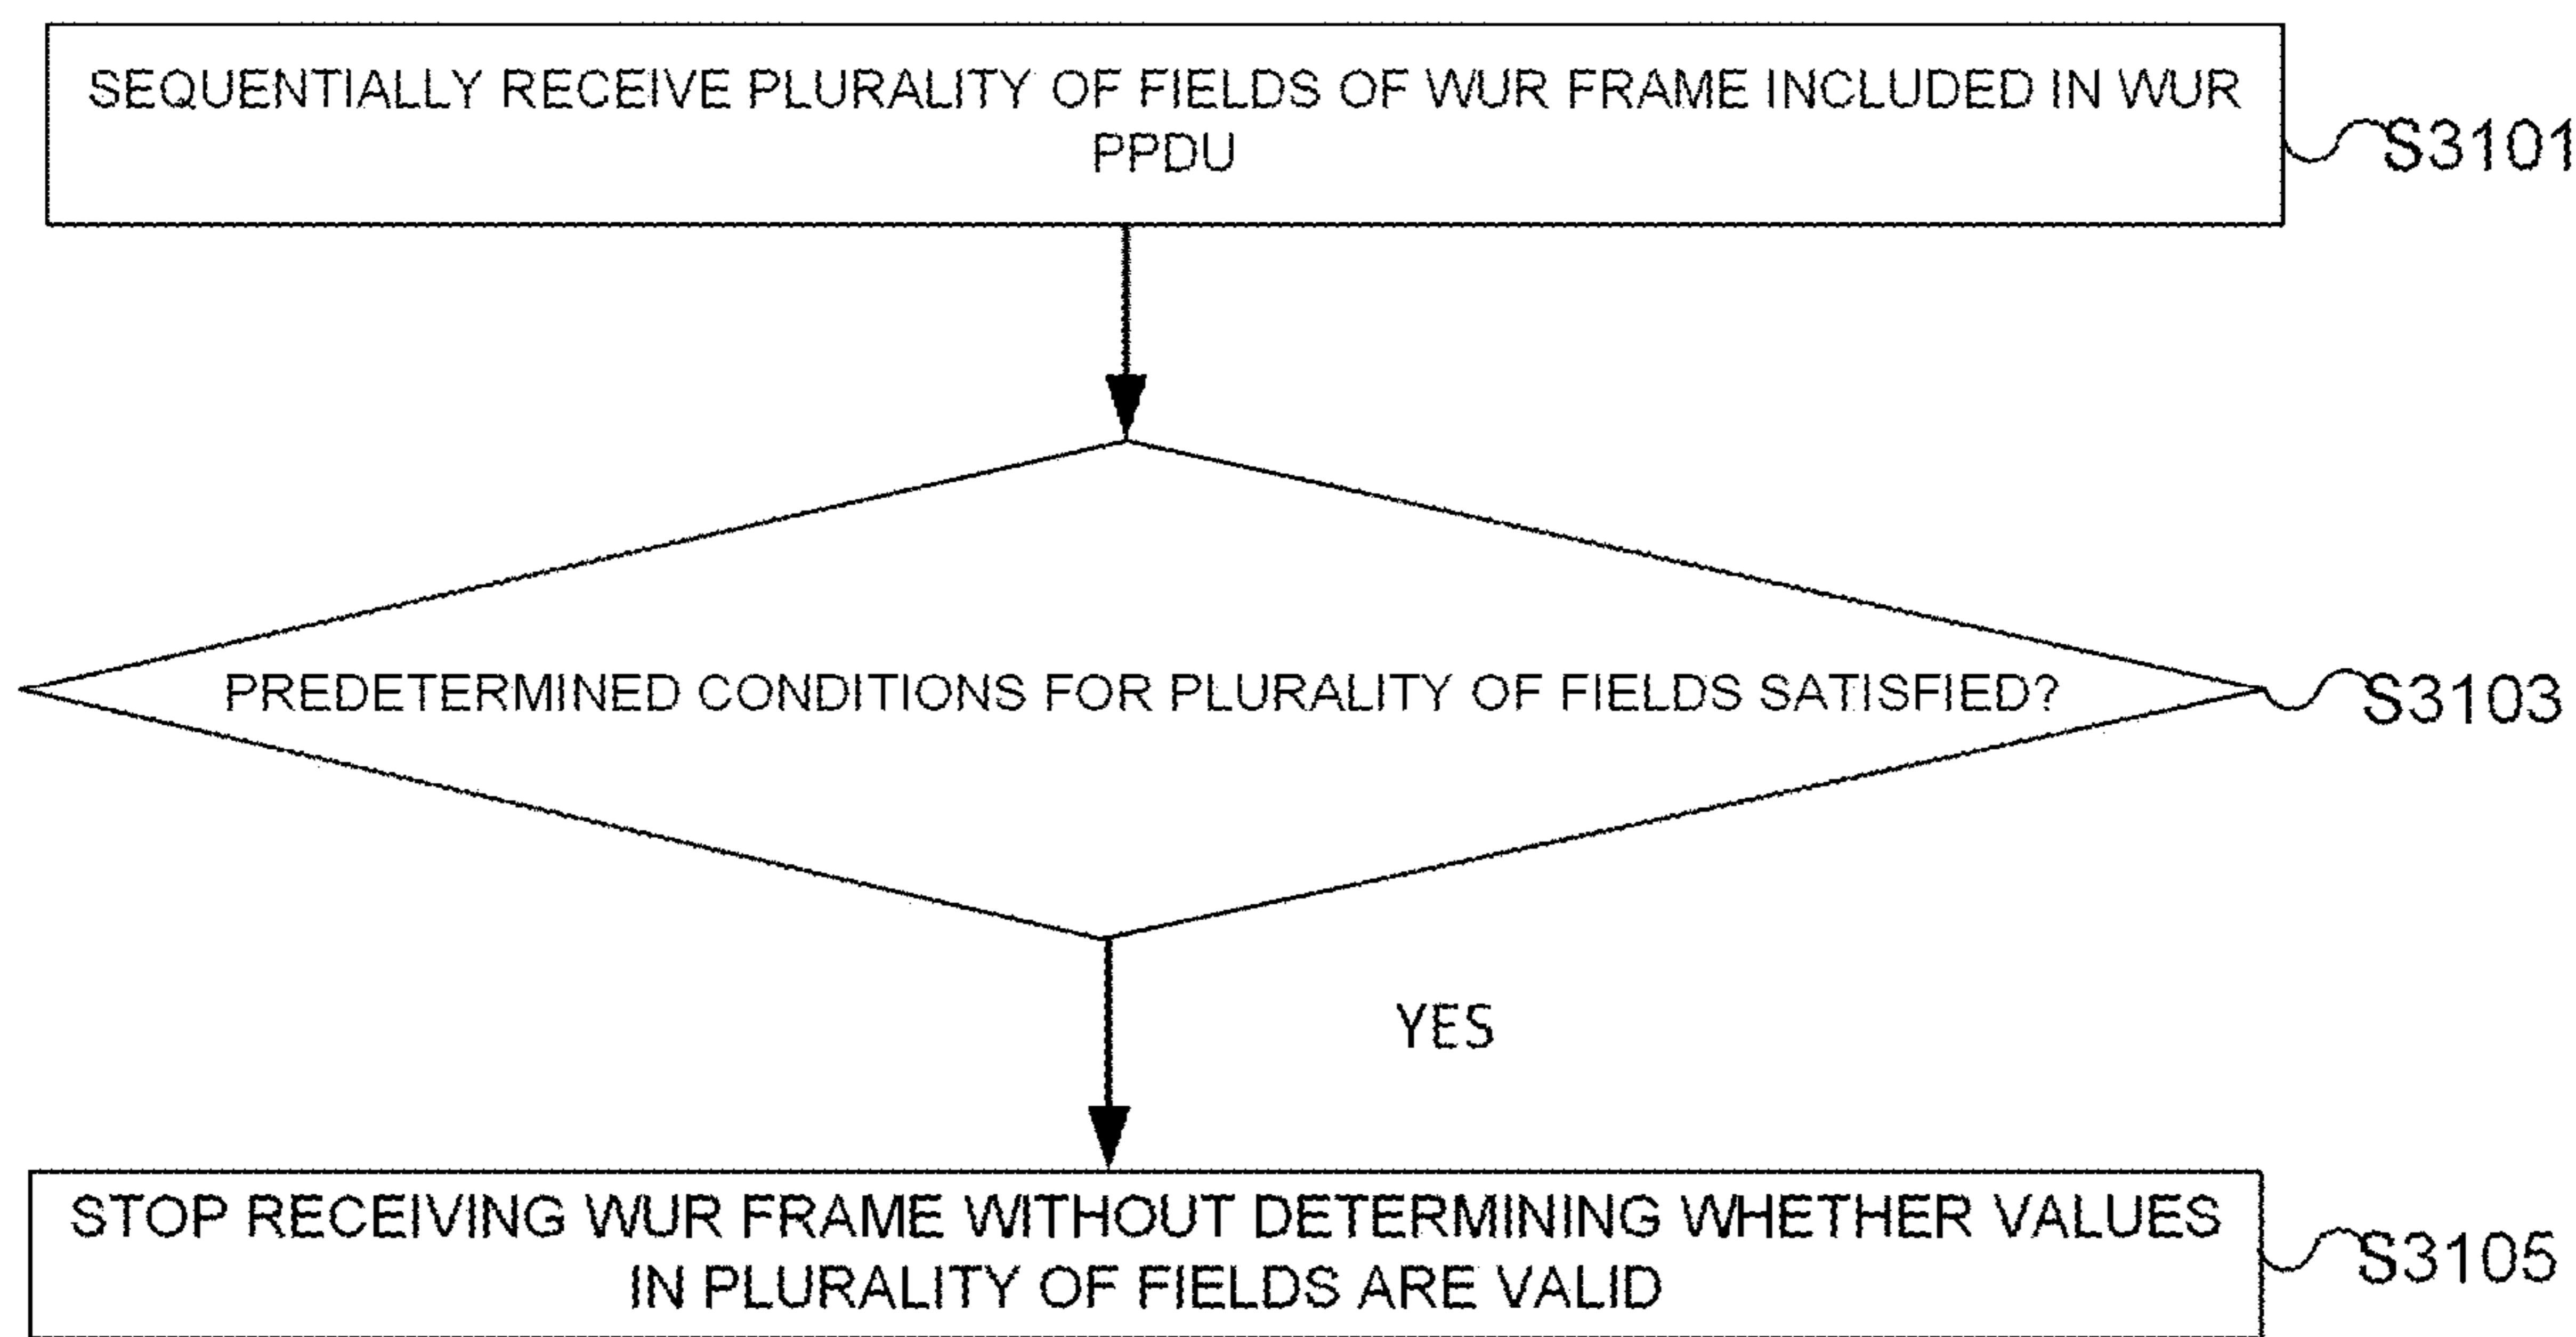 SEQUENTIALLY RECEIVE PLURALITY OF FIELDS OF WUR FRAME INCLUDED IN WUR
PPDU
S3101
PREDETERMINED CONDITIONS FOR PLURALITY OF FIELDS SATISFIED?
S3103
YES
STOP RECEIVING WUR FRAME WITHOUT DETERMINING WHETHER VALUES
IN PLURALITY OF FIELDS ARE VALID
S3105